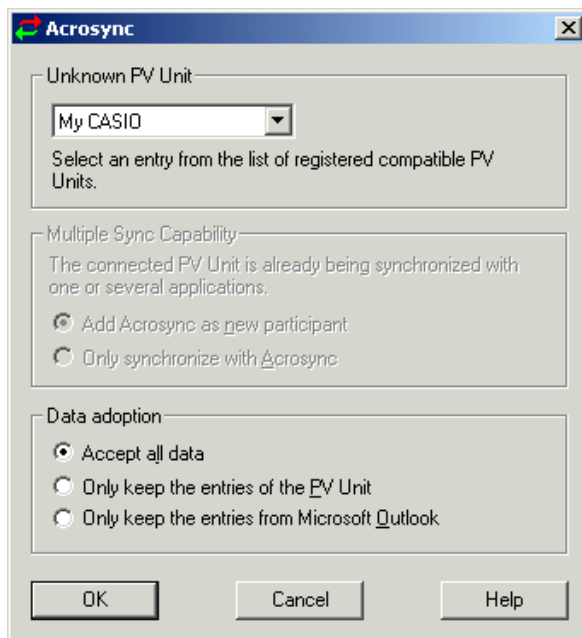 Acrosync
Unknown PV Unit
My CASIO
Select an entry from the list of registered compatible PV
Units.
Multiple Sync Capability
The connected PV Unit is already being synchronized with
one or several applications.
Add Acrosync as new participant
Only synchronize with Acrosync
Data adoption
Accept all data
Only keep the entries of the PV Unit
Only keep the entries from Microsoft Outlook
OK Cancel Help